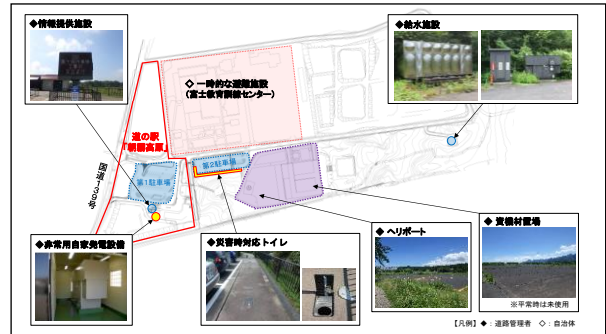 ◆情報提供施設
◆給水施設
◇一時的な避難施設
(富士教育訓練センター)
道の駅
「朝霧高原」
第2駐車場
第1駐車場
国道139号
◆非常用自家発電設備
◆災害時対応トイレ
◆ヘリポート
◆ 資機材置場
※平常時は未使用
【凡例】◆:道路管理者 ◇:自治体